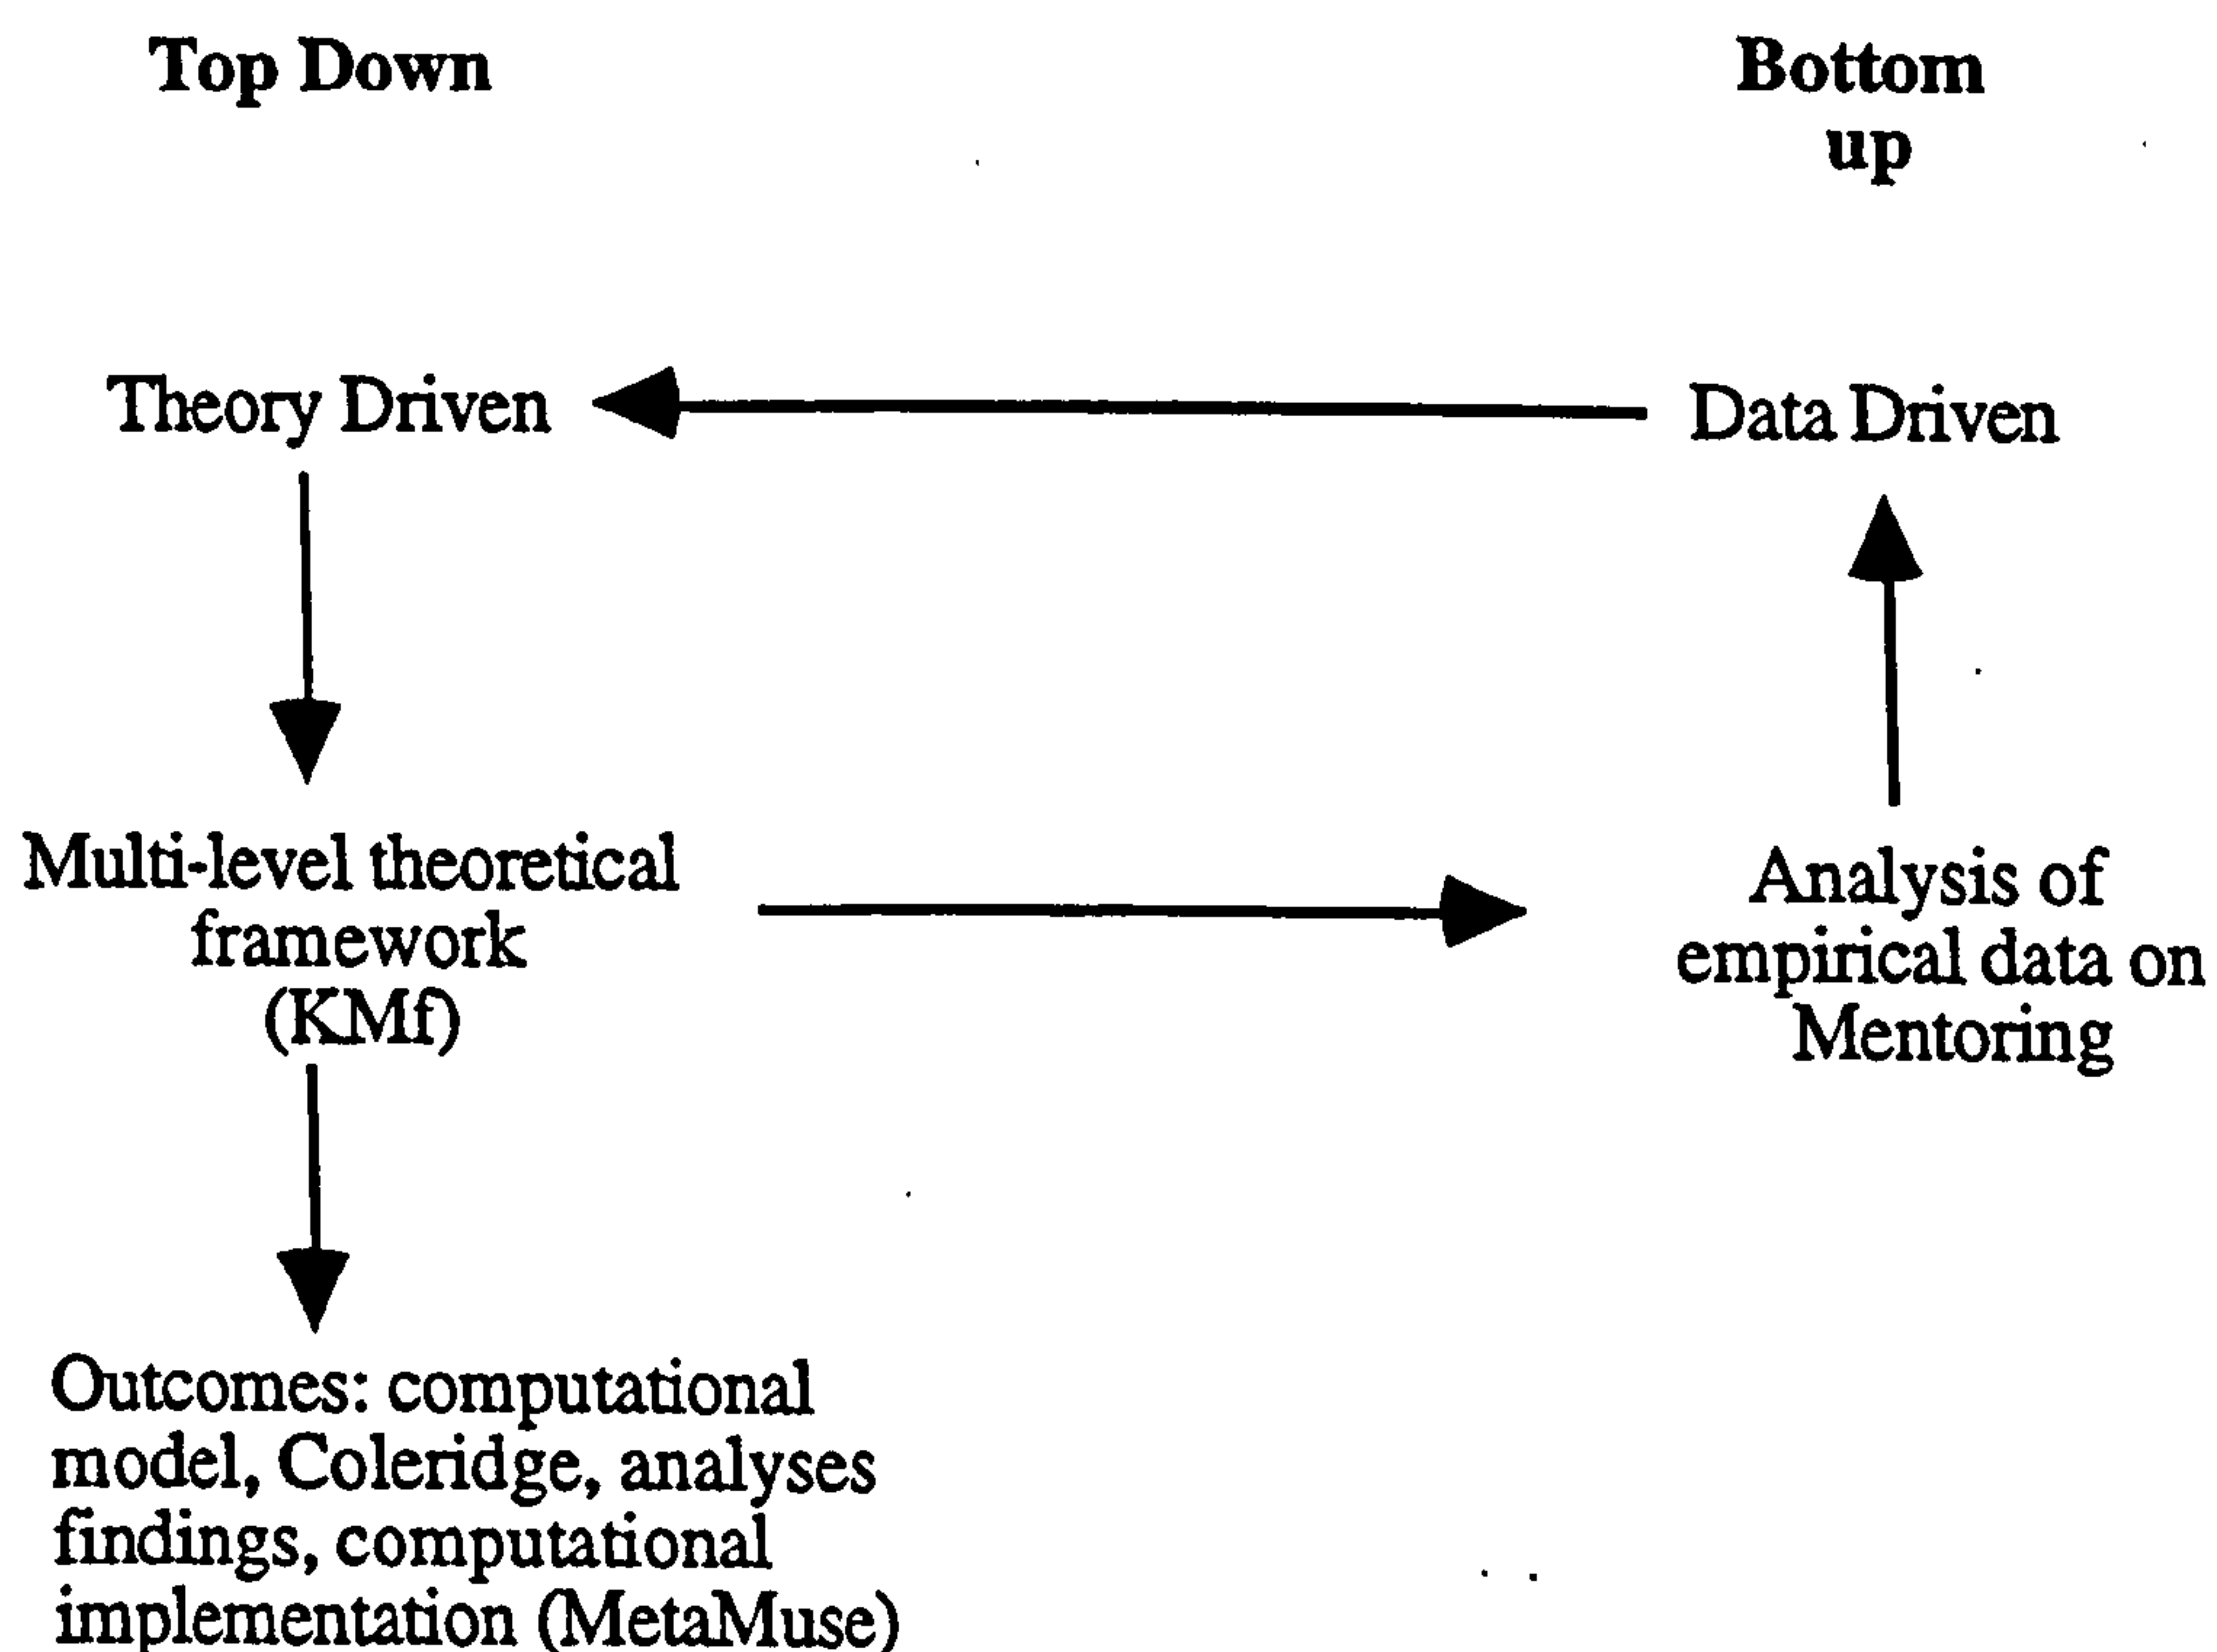 Top Down
Bottom
up
Theory Driven
Data Driven
Multi-level theoretical
framework
(KMf)
Analysis of
empirical data on
Mentoring
Outcomes: computational
model, Coleridge, analyses
findings, computational
implementation (MetaMuse)